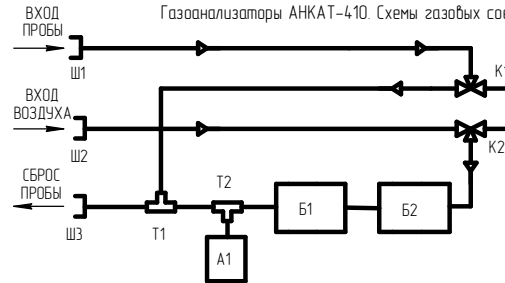 Газоанализаторы АНКАТ-410. Схемы газовых сое
ВХОД
ПРОБЫ
Ш1
К1
ВХОД
ВОЗДУХА
Ш2
К2
СБРОС
ПРОБЫ
Ш3
Т1
Т2
Б1
Б2
А1